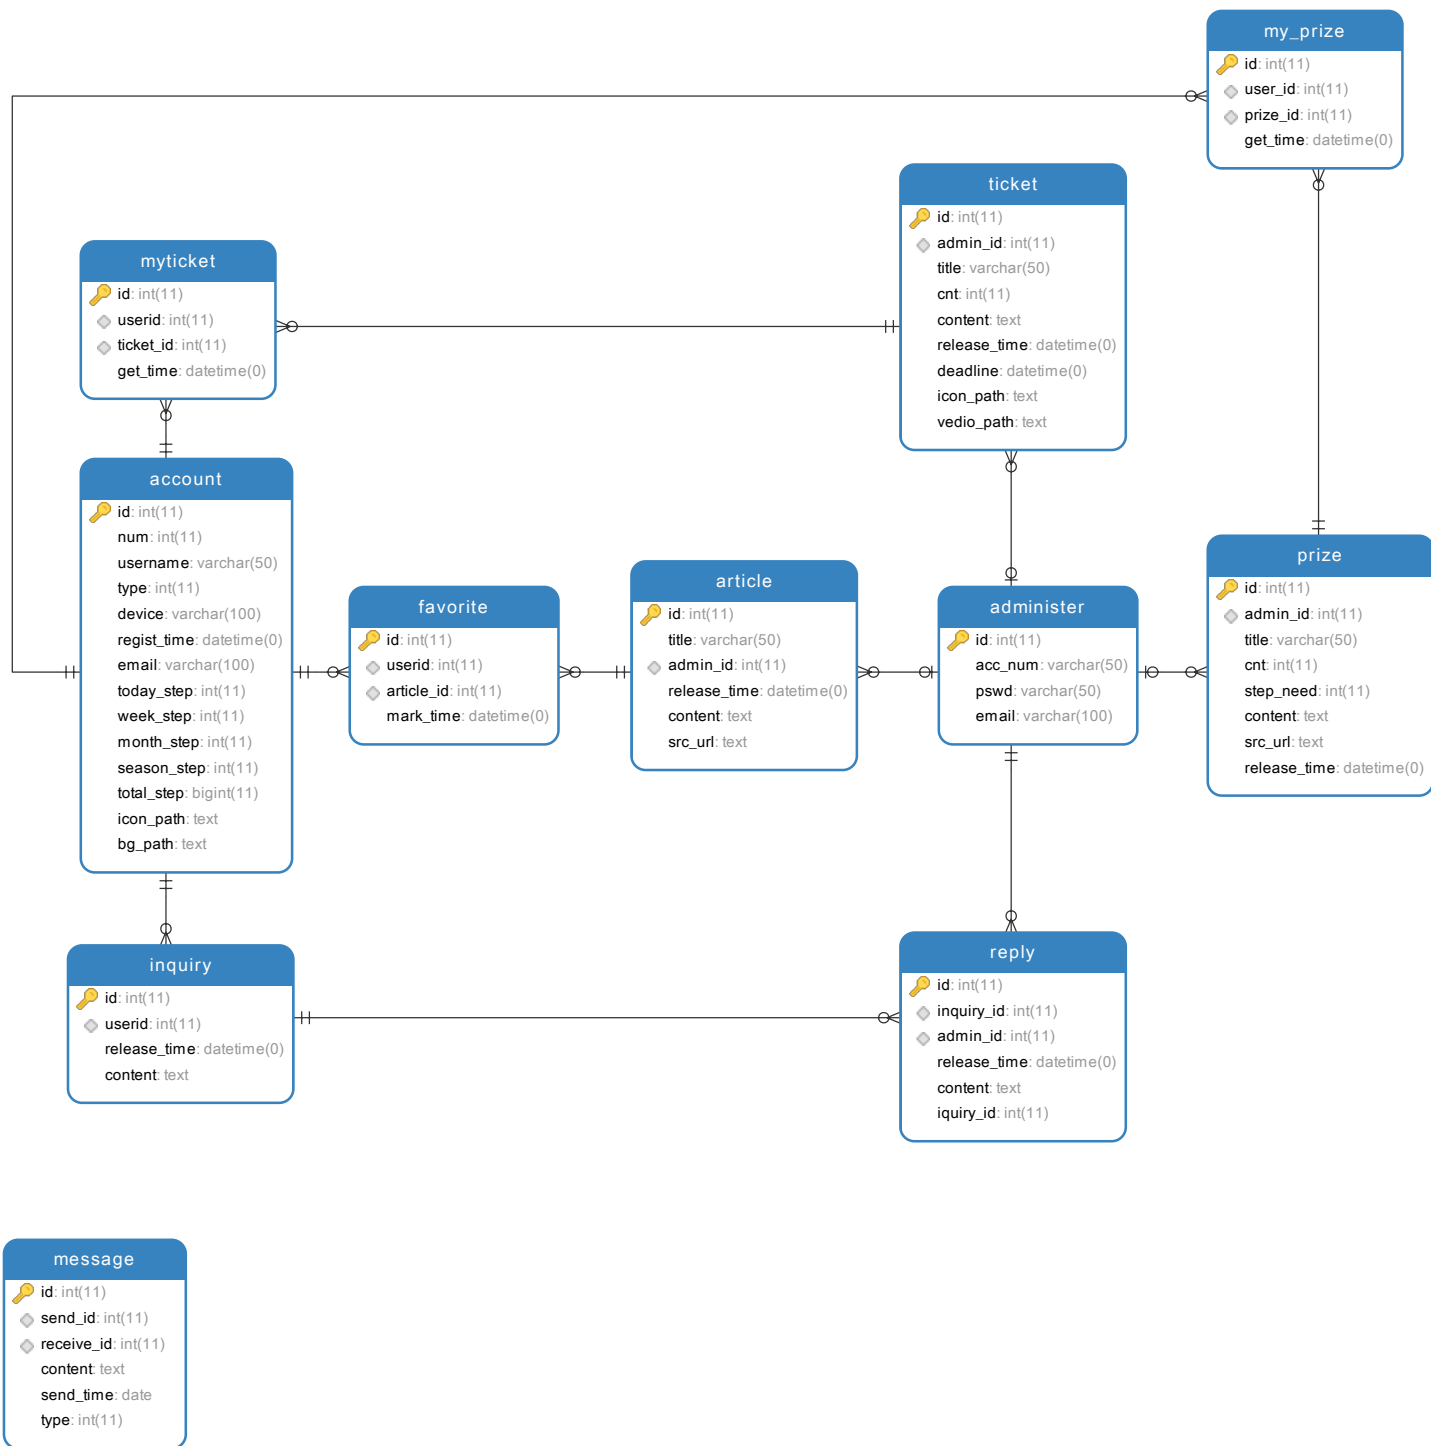 my_prize
id: int(11)
user_id: int(11)
prize_id: int(11)
get_time: datetime(0)
ticket
id: int(11)
admin_id: int(11)
title: varchar(50)
cnt: int(11)
content: text
release_time: datetime(0)
deadline: datetime(0)
icon_path: text
vedio_path: text
myticket
id: int(11)
userid: int(11)
ticket_id: int(11)
get_time: datetime(0)
account
id: int(11)
num: int(11)
username: varchar(50)
type: int(11)
device: varchar(100)
regist_time: datetime(0)
email: varchar(100)
today_step: int(11)
week_step: int(11)
month_step: int(11)
season_step: int(11)
total_step: bigint(11)
icon_path: text
bg_path: text
favorite
id: int(11)
userid: int(11)
article_id: int(11)
mark_time: datetime(0)
article
id: int(11)
title: varchar(50)
admin_id: int(11)
release_time: datetime(0)
content: text
src_url: text
administer
id: int(11)
acc_num: varchar(50)
pswd: varchar(50)
email: varchar(100)
prize
id: int(11)
admin_id: int(11)
title: varchar(50)
cnt: int(11)
step_need: int(11)
content: text
src_url: text
release_time: datetime(0)
inquiry
id: int(11)
userid: int(11)
release_time: datetime(0)
content: text
reply
id: int(11)
inquiry_id: int(11)
admin_id: int(11)
release_time: datetime(0)
content: text
iquiry_id: int(11)
message
id: int(11)
send_id: int(11)
receive_id: int(11)
content: text
send_time: date
type: int(11)